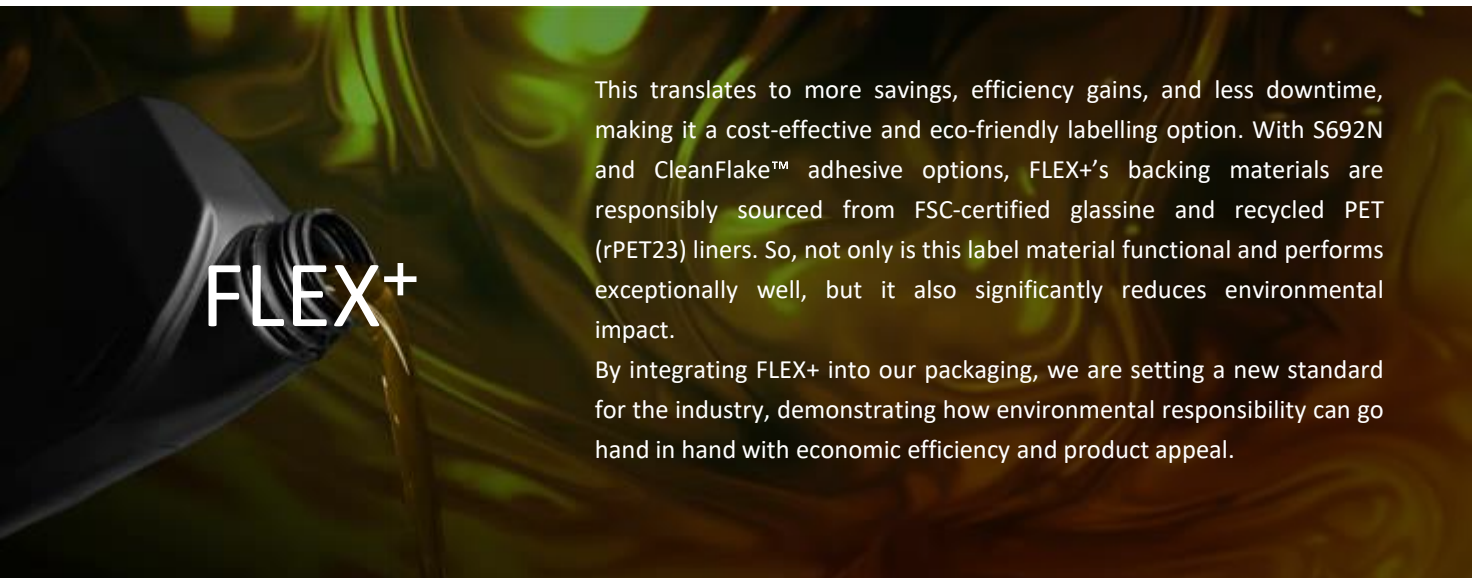 FLEX+
This translates to more savings, efficiency gains, and less downtime,
making it a cost-effective and eco-friendly labelling option. With S692N
and CleanFlake™ adhesive options, FLEX+’s backing materials are
responsibly sourced from FSC-certified glassine and recycled PET
(rPET23) liners. So, not only is this label material functional and performs
exceptionally well, but it also significantly reduces environmental
impact.
By integrating FLEX+ into our packaging, we are setting a new standard
for the industry, demonstrating how environmental responsibility can go
hand in hand with economic efficiency and product appeal.